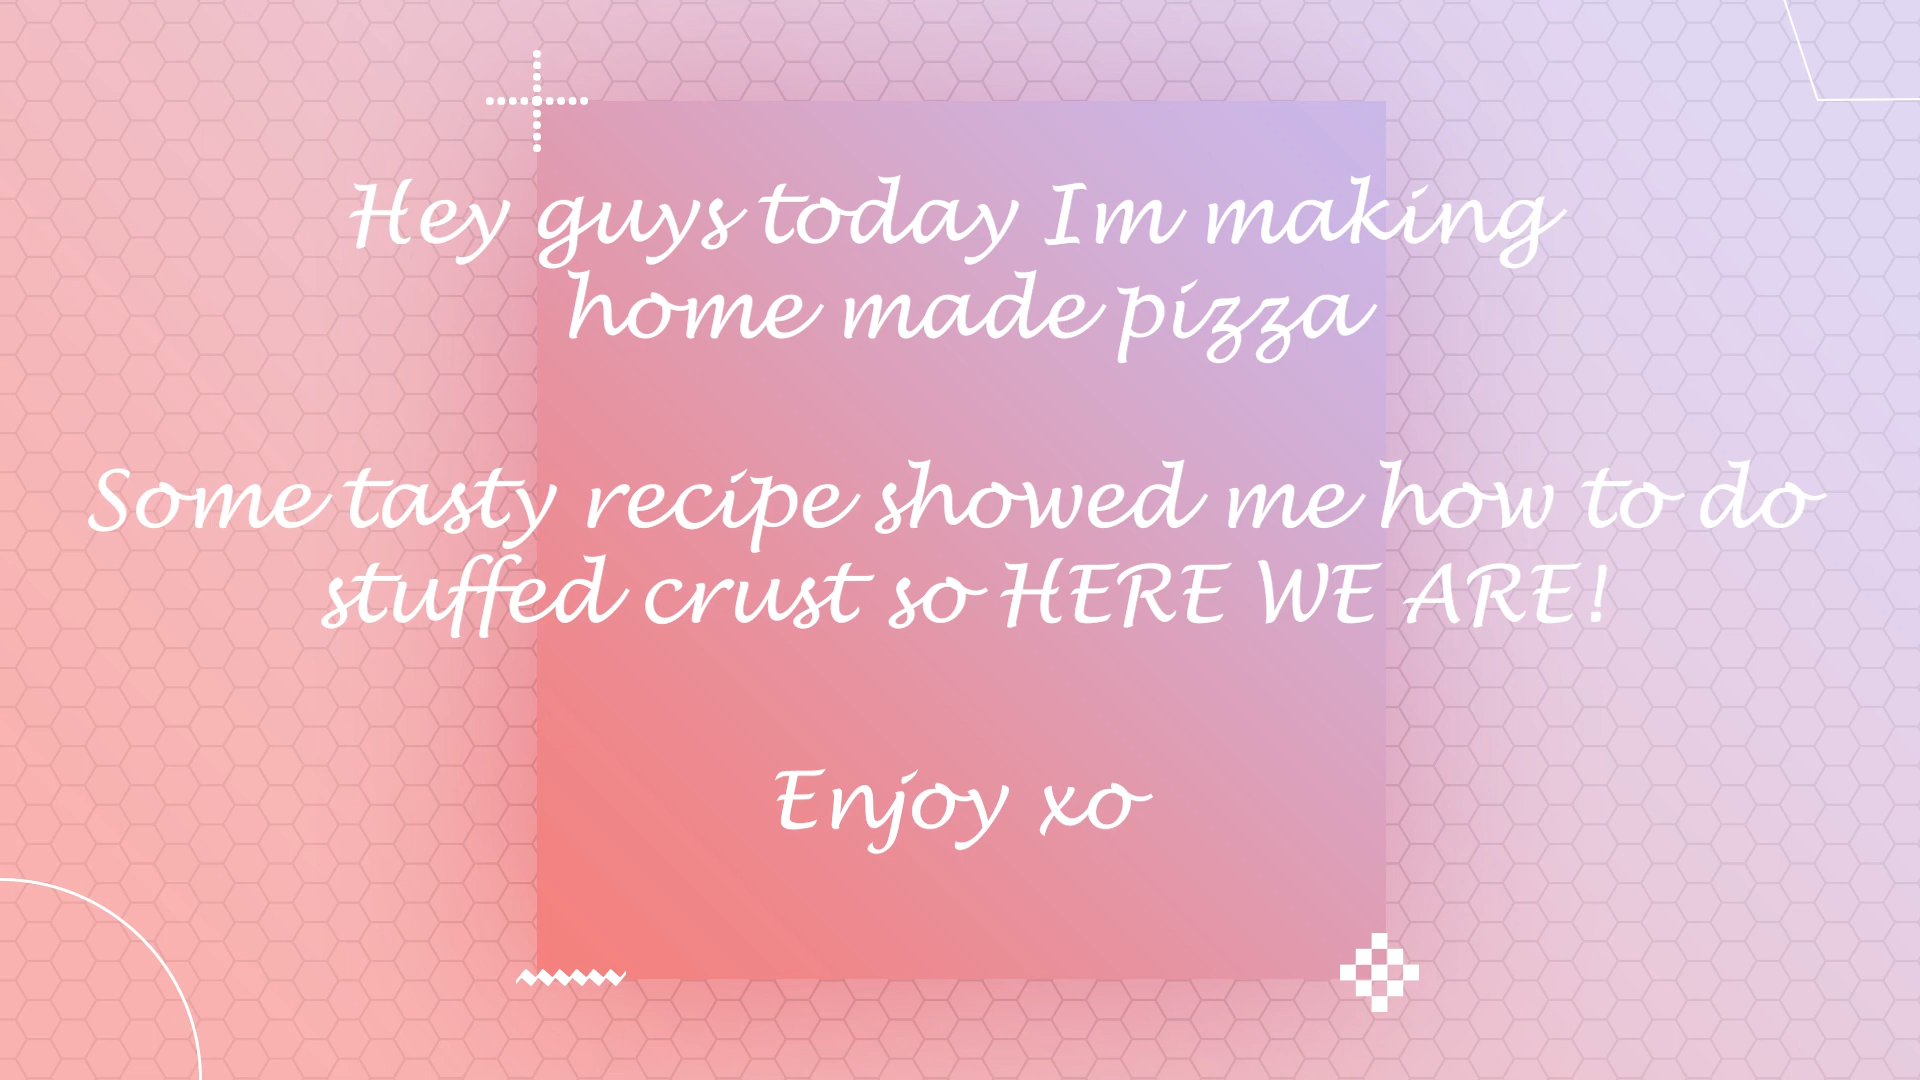 Hey guys today Im making
home made pizza
Some tasty recipe showed me how to do
stuffed crust so HERE WE ARE!
Enjoy xo